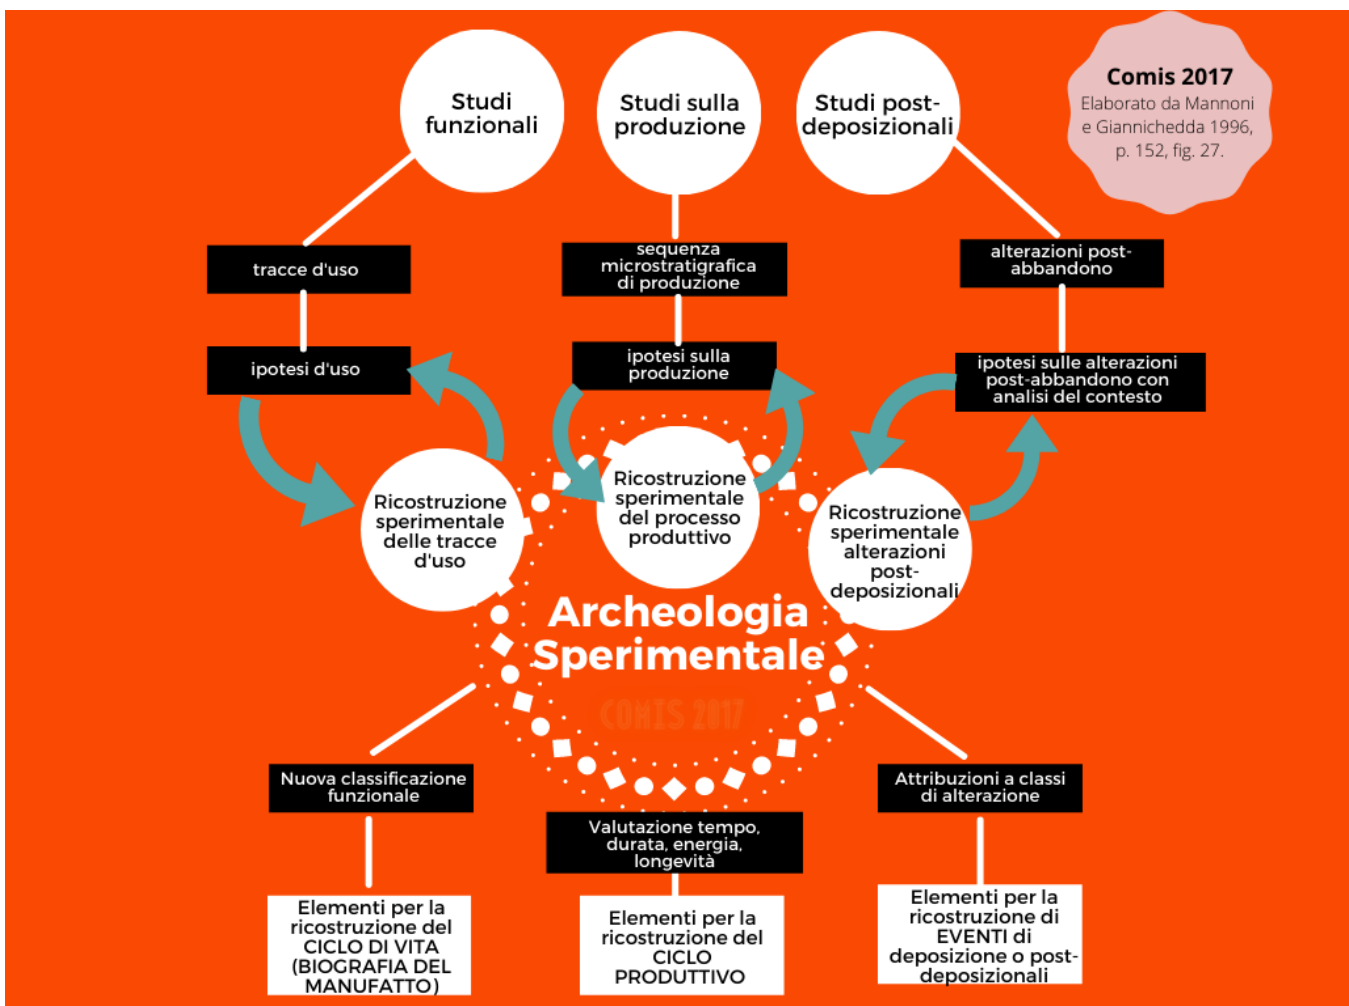 Studi
funzionali
Studi sulla
produzione
Studi post-
deposizionali
Comis 2017
Elaborato da Mannoni
e Giannichedda 1996,
p. 152, fig. 27.
tracce d'uso
sequenza
microstratigrafica
di produzione
alterazioni post-
abbandono
ipotesi d'uso
ipotesi sulla
produzione
ipotesi sulle alterazioni
post-abbandono con
analisi del contesto
Ricostruzione
sperimentale
delle tracce
d'uso
Ricostruzione
sperimentale
del processo
produttivo
Ricostruzione
sperimentale
alterazioni
post-
deposizionali
Archeologia
Sperimentale
COMIS 2017
Nuova classificazione
funzionale
Valutazione tempo,
durata, energia,
longevità
Attribuzioni a classi
di alterazione
Elementi per la
ricostruzione del
CICLO DI VITA
(BIOGRAFIA DEL
MANUFATTO)
Elementi per la
ricostruzione del
CICLO
PRODUTTIVO
Elementi per la
ricostruzione di
EVENTI di
deposizione o post-
deposizionali